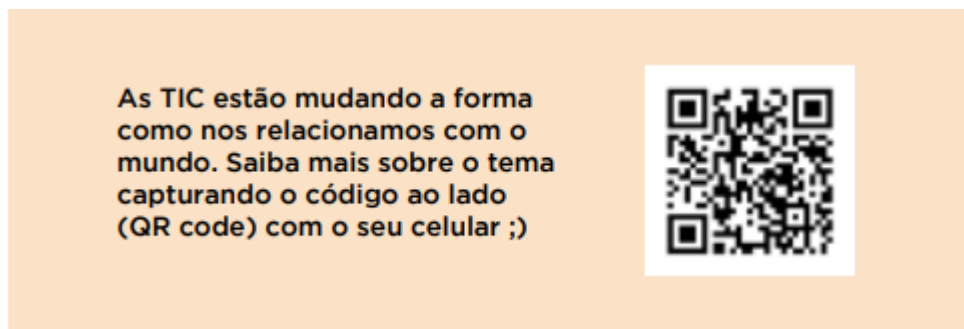 As TIC estão mudando a forma
como nos relacionamos com o
mundo. Saiba mais sobre o tema
capturando o código ao lado
(QR code) com o seu celular ;)